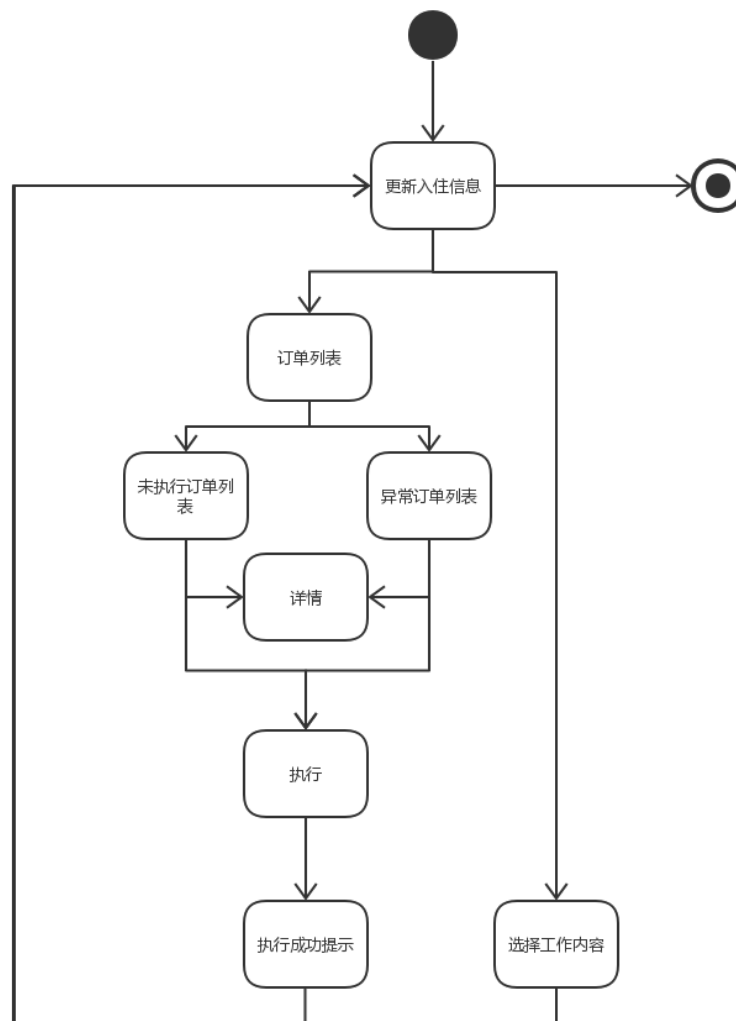 更新入住信息
订单列表
未执行订单列
表
异常订单列表
详情
执行
执行成功提示
选择工作内容